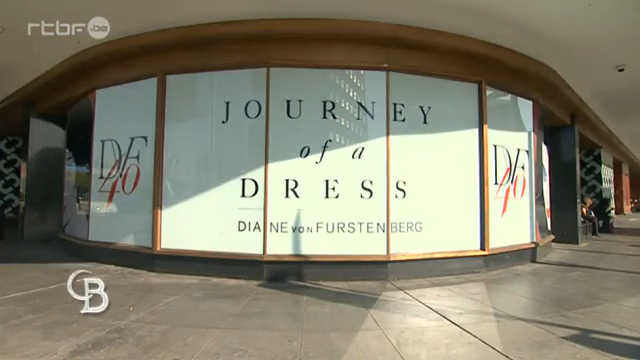 rtbf.be
JOURNEY
of a
DRESS
DIANE VON FURSTENBERG
DVF
40
DVF
40
CB